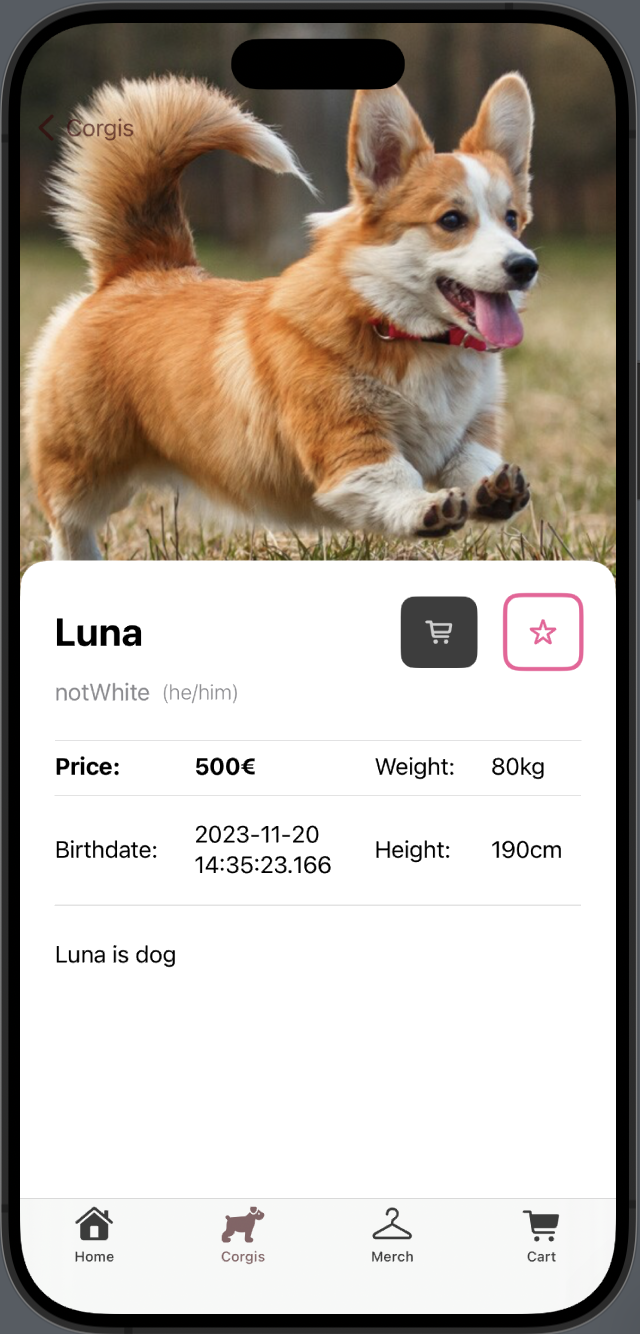 Corgis
Luna
notWhite (he/him)
Price: 500€ Weight: 80kg
Birthdate: 2023-11-20
14:35:23.166 Height: 190cm
Luna is dog
Home Corgis Merch Cart